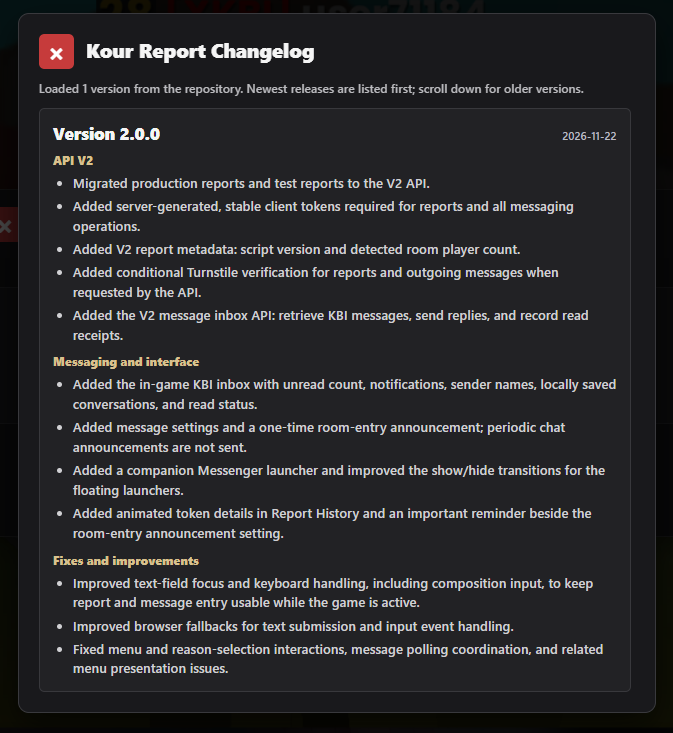 Kour Report Changelog
Loaded 1 version from the repository. Newest releases are listed first; scroll down for older versions.
Version 2.0.0
2026-11-22
API V2
• Migrated production reports and test reports to the V2 API.
• Added server-generated, stable client tokens required for reports and all messaging
operations.
• Added V2 report metadata: script version and detected room player count.
• Added conditional Turnstile verification for reports and outgoing messages when
requested by the API.
• Added the V2 message inbox API: retrieve KBI messages, send replies, and record read
receipts.
Messaging and interface
• Added the in-game KBI inbox with unread count, notifications, sender names, locally saved
conversations, and read status.
• Added message settings and a one-time room-entry announcement; periodic chat
announcements are not sent.
• Added a companion Messenger launcher and improved the show/hide transitions for the
floating launchers.
• Added animated token details in Report History and an important reminder beside the
room-entry announcement setting.
Fixes and improvements
• Improved text-field focus and keyboard handling, including composition input, to keep
report and message entry usable while the game is active.
• Improved browser fallbacks for text submission and input event handling.
• Fixed menu and reason-selection interactions, message polling coordination, and related
menu presentation issues.